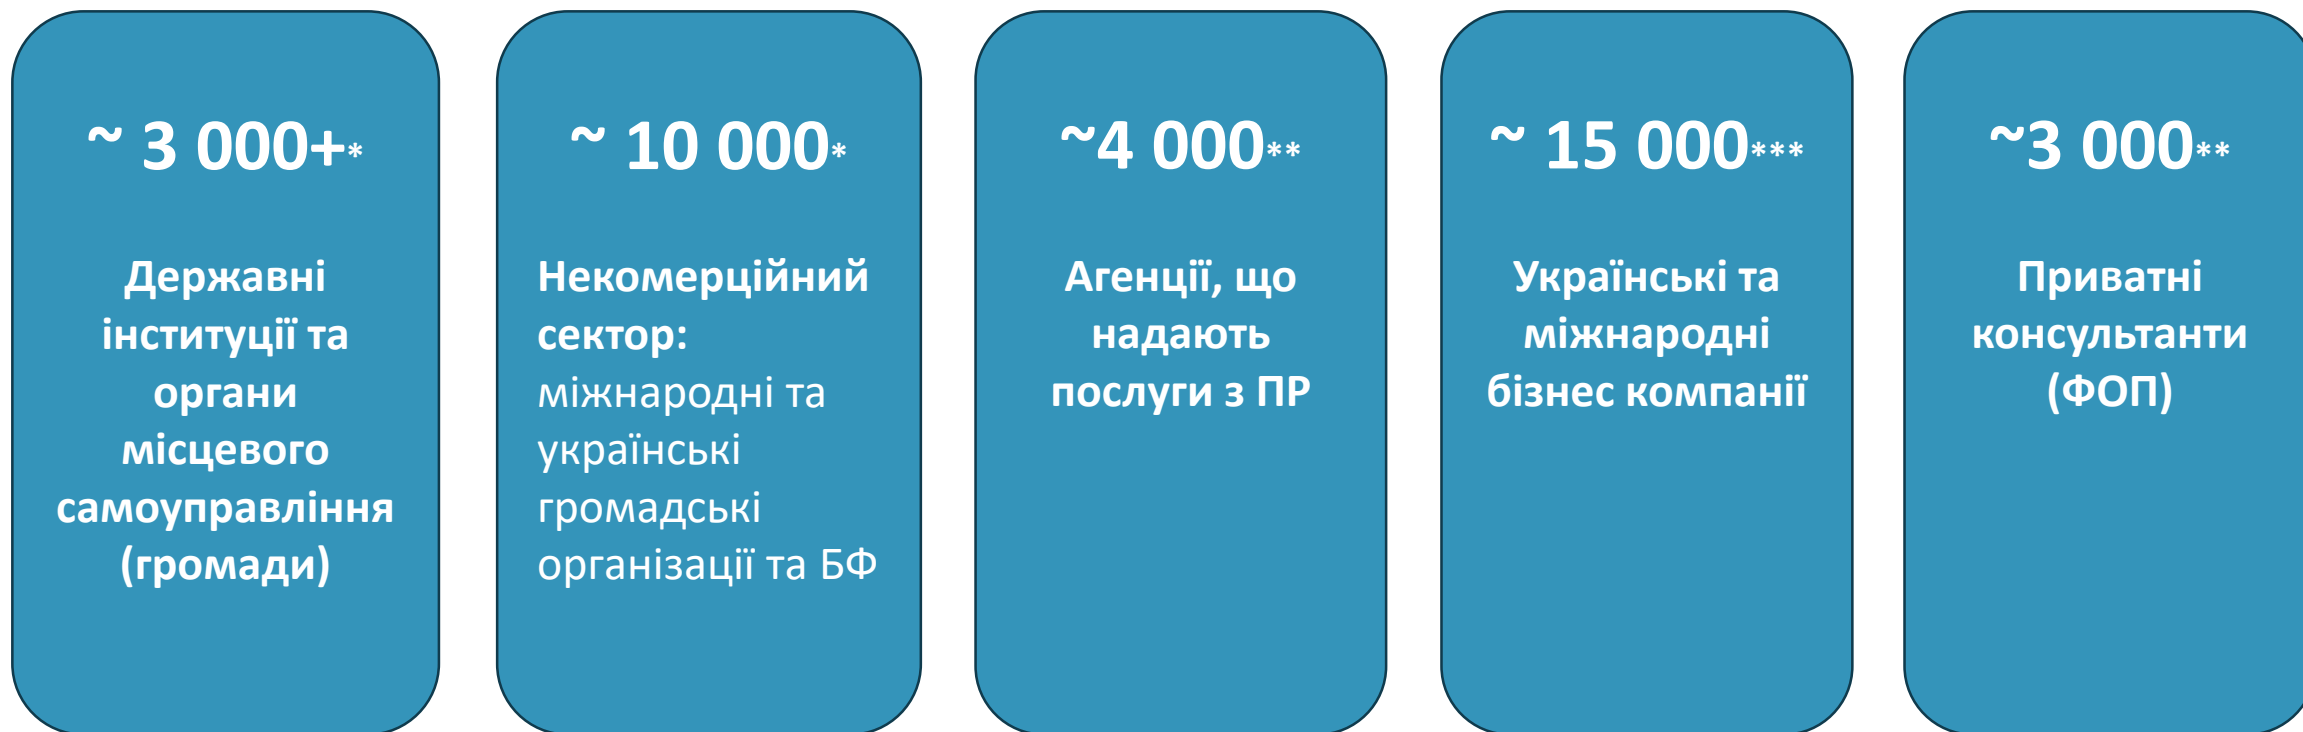 ~ 3 000+*
Державні
інституції та
органи
місцевого
самоуправління
(громади)
~ 10 000*
Некомерційний
сектор:
міжнародні та
українські
громадські
організації та БФ
~4 000**
Агенції, що
надають
послуги з ПР
~ 15 000***
Українські та
міжнародні
бізнес компанії
~3 000**
Приватні
консультанти
(ФОП)